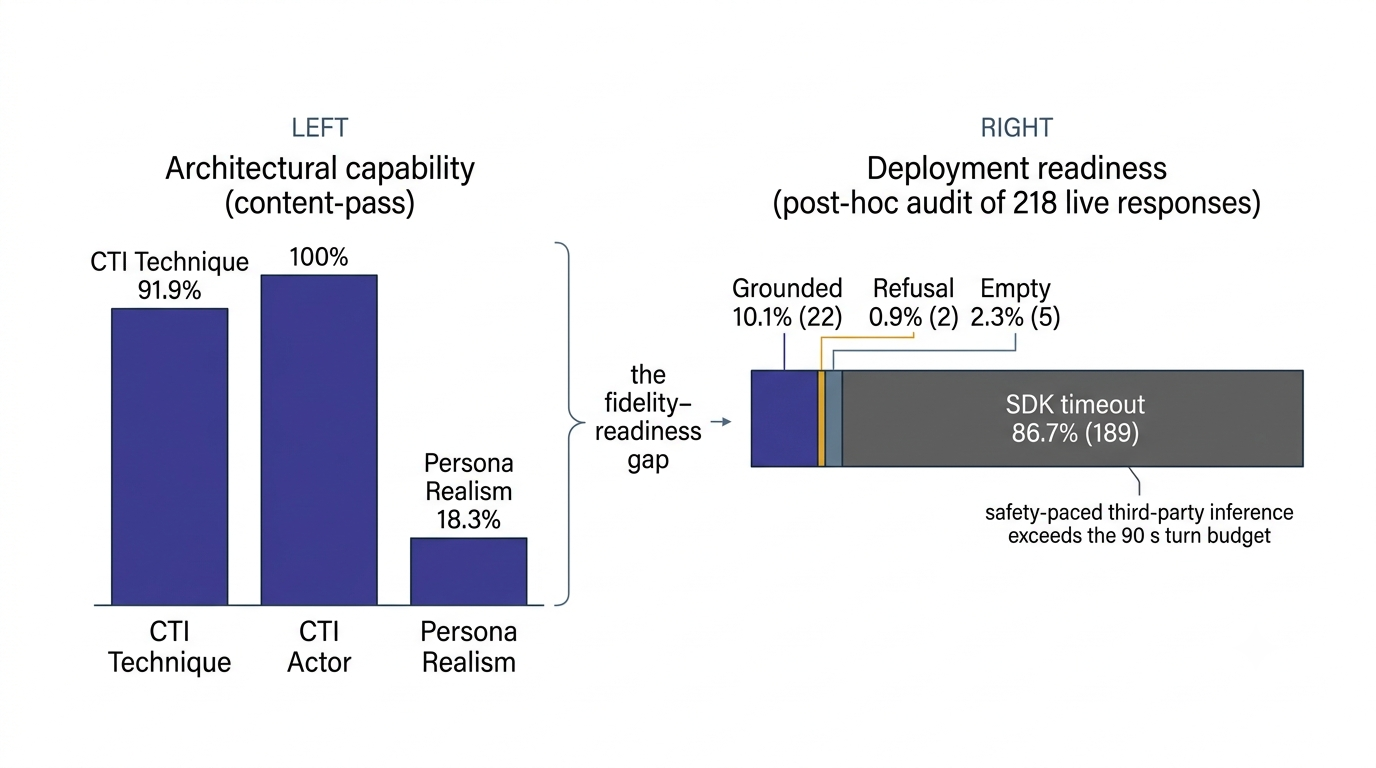 LEFT
Architectural capability
(content-pass)
CTI Technique
91.9%
100%
Persona
Realism
18.3%
CTI
Technique
CTI
Actor
Persona
Realism
the
fidelity–
readiness
gap
RIGHT
Deployment readiness
(post-hoc audit of 218 live responses)
Grounded
10.1% (22)
Refusal
0.9% (2)
Empty
2.3% (5)
SDK timeout
86.7% (189)
safety-paced third-party inference
exceeds the 90 s turn budget